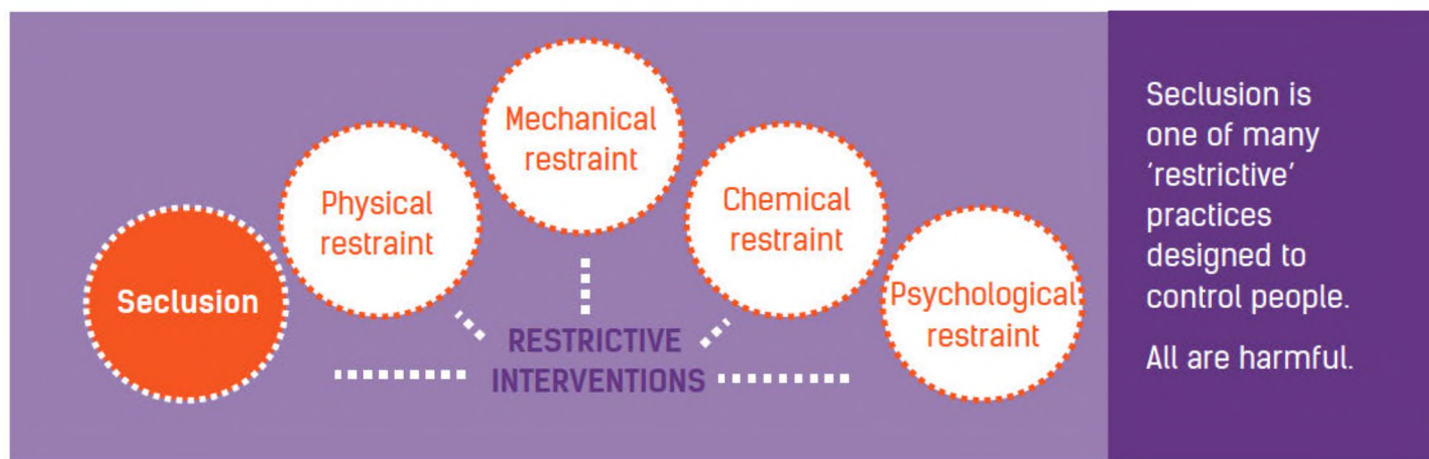 Seclusion
Physical
restraint
Mechanical
restraint
Chemical
restraint
Psychological
restraint
RESTRICTIVE
INTERVENTIONS
Seclusion is
one of many
‘restrictive’
practices
designed to
control people.
All are harmful.